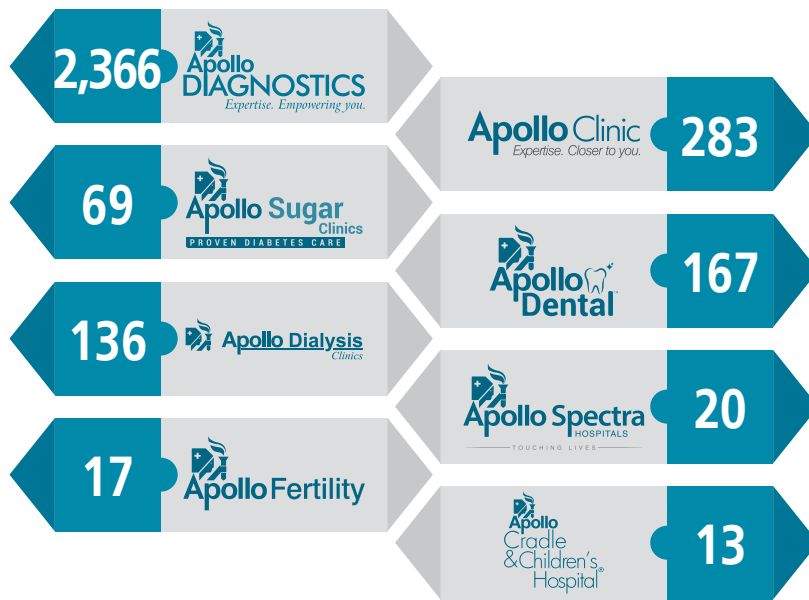 2,366
Apollo
DIAGNOSTICS
Expertise. Empowering you.
Apollo Clinic
Expertise. Closer to you.
283
69
Apollo Sugar
Clinics
PROVEN DIABETES CARE
Apollo
Dental
167
136
Apollo Dialysis
Clinics
Apollo Spectra
HOSPITALS
TOUCHING LIVES
20
17
Apollo Fertility
Apollo
Cradle
& Children's
Hospital®
13